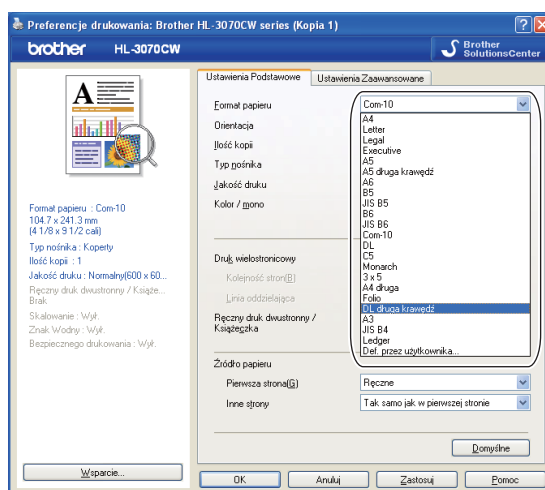 Preferencje drukowania: Brother HL-3070CW series (Kopia 1)
brother HL-3070CW
Brother SolutionsCenter
Ustawienia Podstawowe
Ustawienia Zaawansowane
A
Format papieru : Com-10
104.7 x 241.3 mm
(4 1/8 x 9 1/2 cali)
Typ nośnika : Koperty
Ilość kopii : 1
Jakość druku : Normalny(600 x 60...
Ręczny druk dwustronny / Książe...
Brak
Skalowanie : Wył.
Znak Wodny : Wył.
Bezpiecznego drukowania : Wył.
Wsparcie...
Format papieru
Com-10
Orientacja
Ilość kopii
Typ nośnika
Jakość druku
Kolor / mono
A4
Letter
Legal
Executive
A5
A5 długa krawędź
A6
B5
JIS B5
B6
JIS B6
Com-10
DL
C5
Monarch
3 x 5
A4 długa
Folio
DL długa krawędź
A3
JIS B4
Ledger
Def. przez użytkownika...
Druk wielostronicowy
Kolejność stron(B)
Linia oddzielająca
Ręczny druk dwustronny /
Książeczka
Źródło papieru
Pierwsza strona(G)
Ręczne
Inne strony
Tak samo jak w pierwszej stronie
Domyślne
OK
Anuluj
Zastosuj
Pomoc